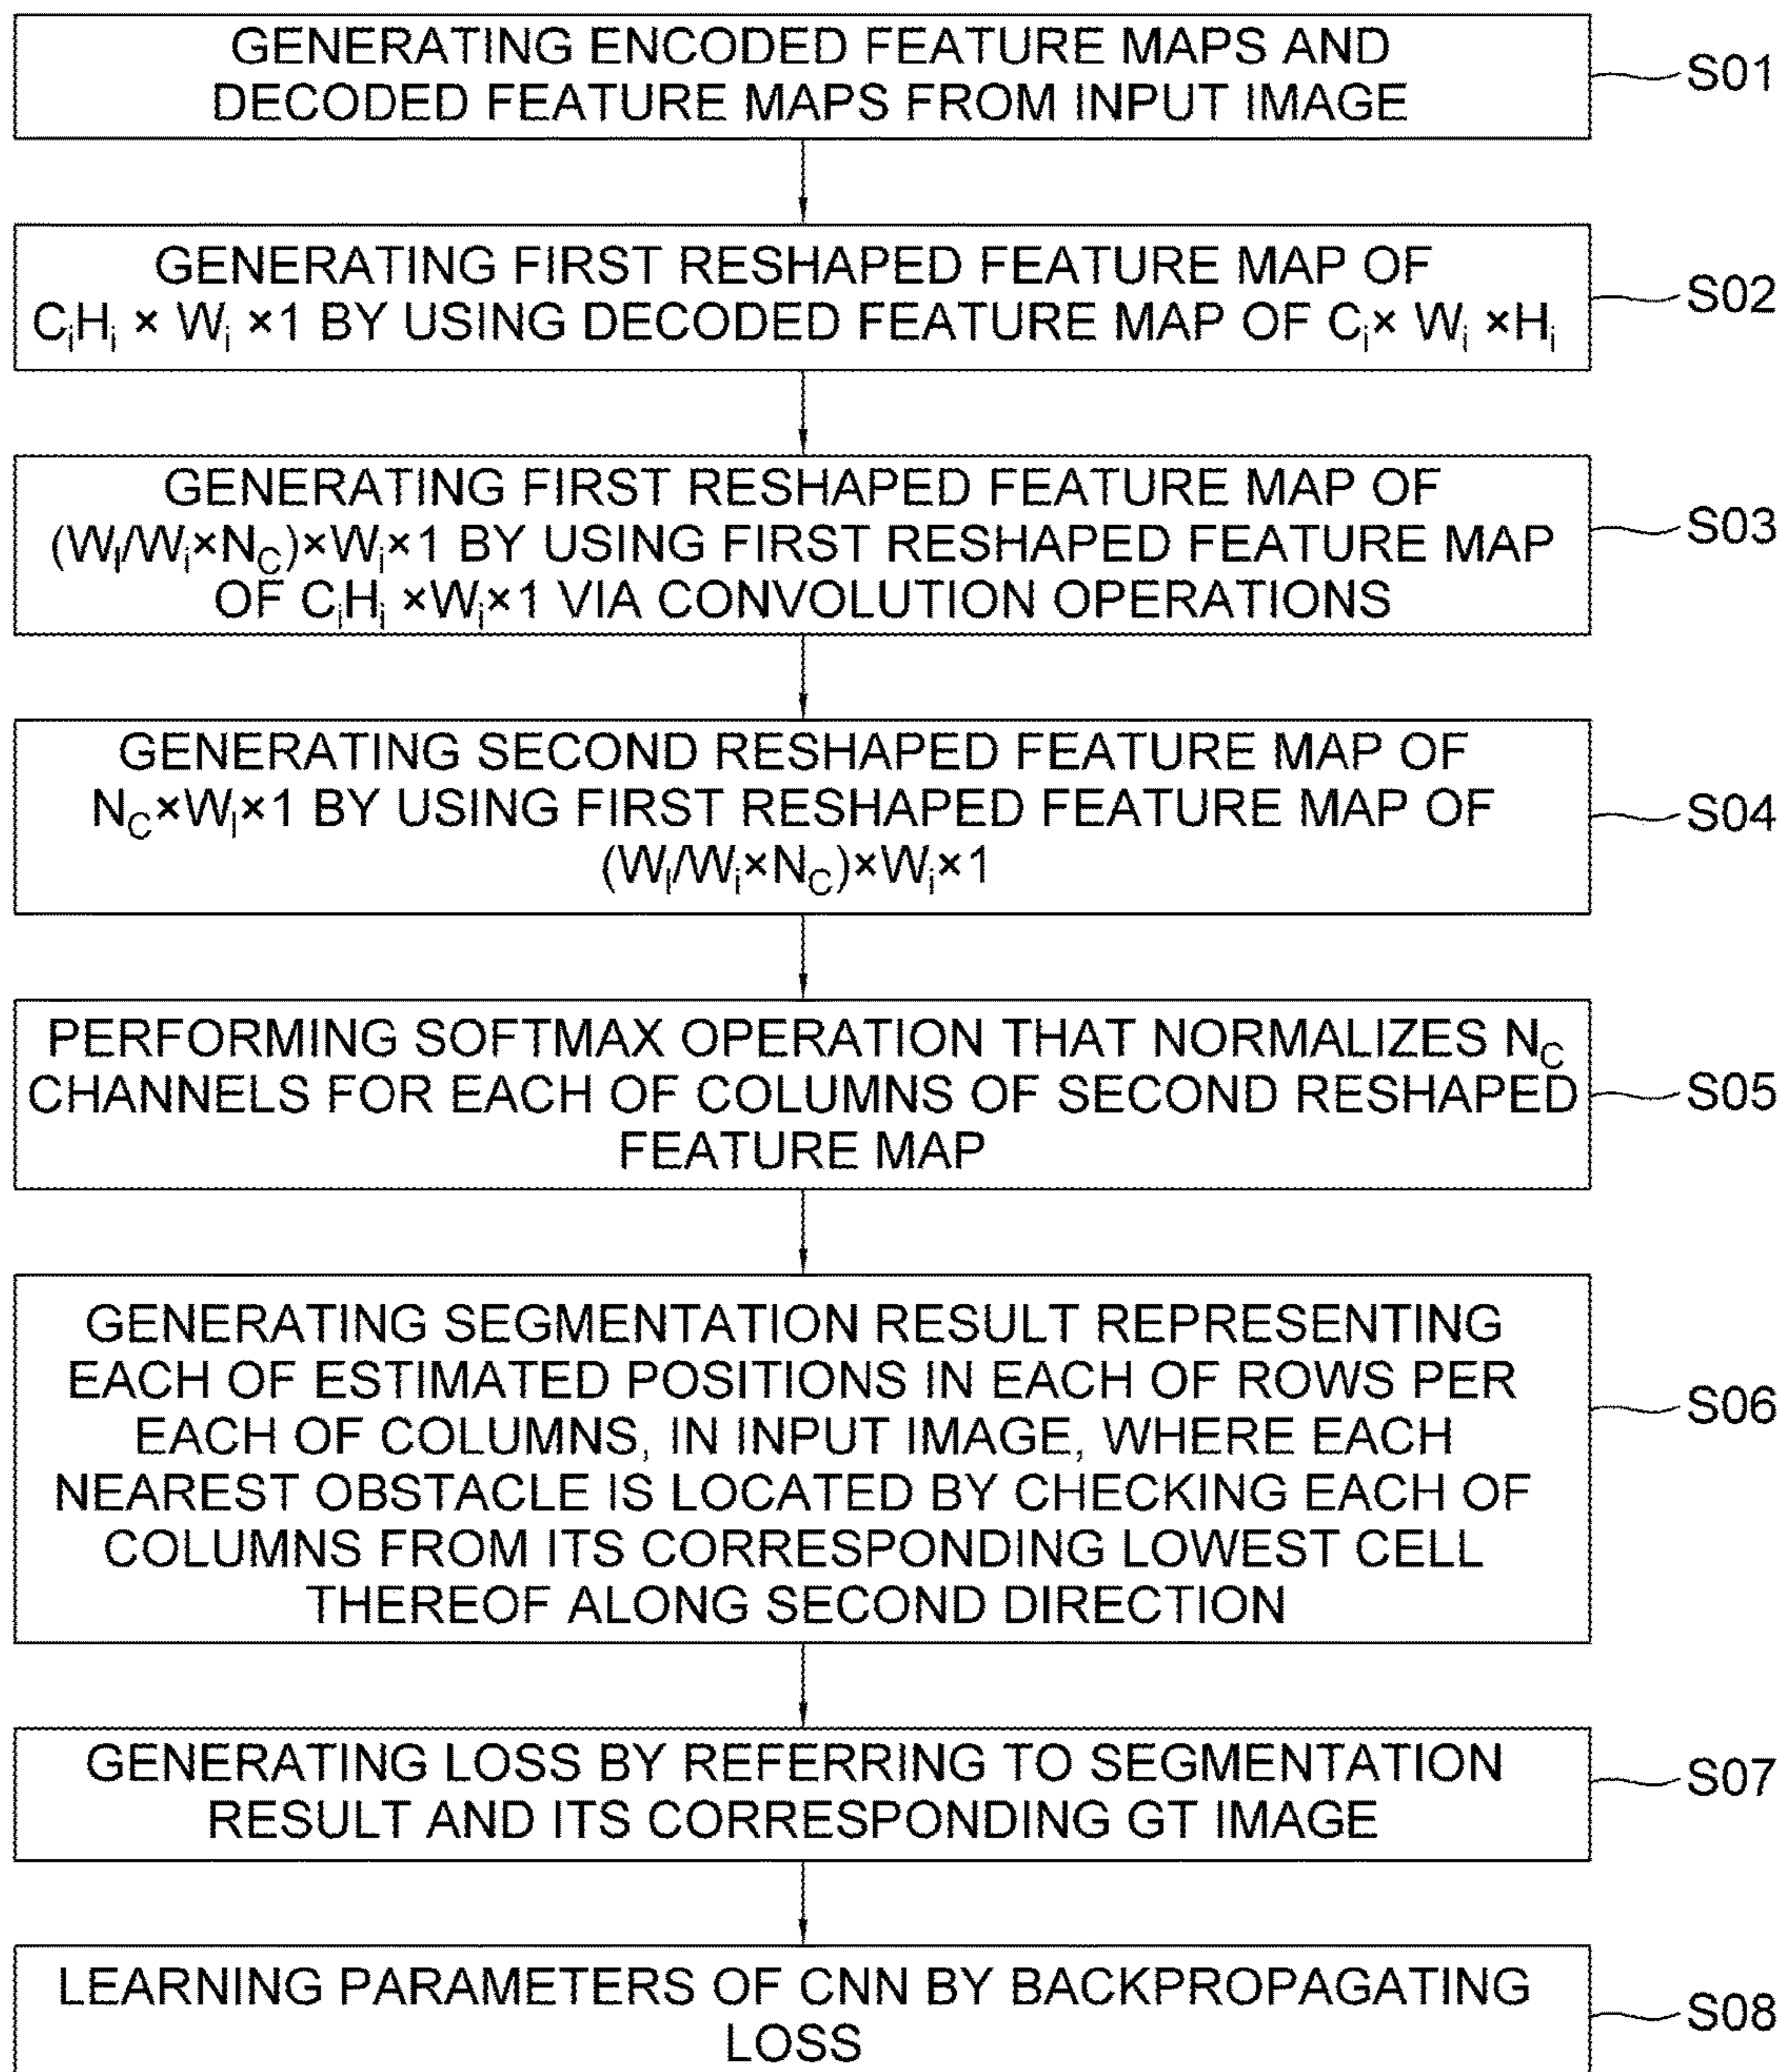 GENERATING ENCODED FEATURE MAPS AND
DECODED FEATURE MAPS FROM INPUT IMAGE
S01
GENERATING FIRST RESHAPED FEATURE MAP OF
CᵢHᵢ × Wᵢ ×1 BY USING DECODED FEATURE MAP OF Cᵢ× Wᵢ ×Hᵢ
S02
GENERATING FIRST RESHAPED FEATURE MAP OF
(W_I/Wᵢ×N_C)×Wᵢ×1 BY USING FIRST RESHAPED FEATURE MAP
OF CᵢHᵢ ×Wᵢ×1 VIA CONVOLUTION OPERATIONS
S03
GENERATING SECOND RESHAPED FEATURE MAP OF
N_C×W_I×1 BY USING FIRST RESHAPED FEATURE MAP OF
(W_I/Wᵢ×N_C)×Wᵢ×1
S04
PERFORMING SOFTMAX OPERATION THAT NORMALIZES N_C
CHANNELS FOR EACH OF COLUMNS OF SECOND RESHAPED
FEATURE MAP
S05
GENERATING SEGMENTATION RESULT REPRESENTING
EACH OF ESTIMATED POSITIONS IN EACH OF ROWS PER
EACH OF COLUMNS, IN INPUT IMAGE, WHERE EACH
NEAREST OBSTACLE IS LOCATED BY CHECKING EACH OF
COLUMNS FROM ITS CORRESPONDING LOWEST CELL
THEREOF ALONG SECOND DIRECTION
S06
GENERATING LOSS BY REFERRING TO SEGMENTATION
RESULT AND ITS CORRESPONDING GT IMAGE
S07
LEARNING PARAMETERS OF CNN BY BACKPROPAGATING
LOSS
S08